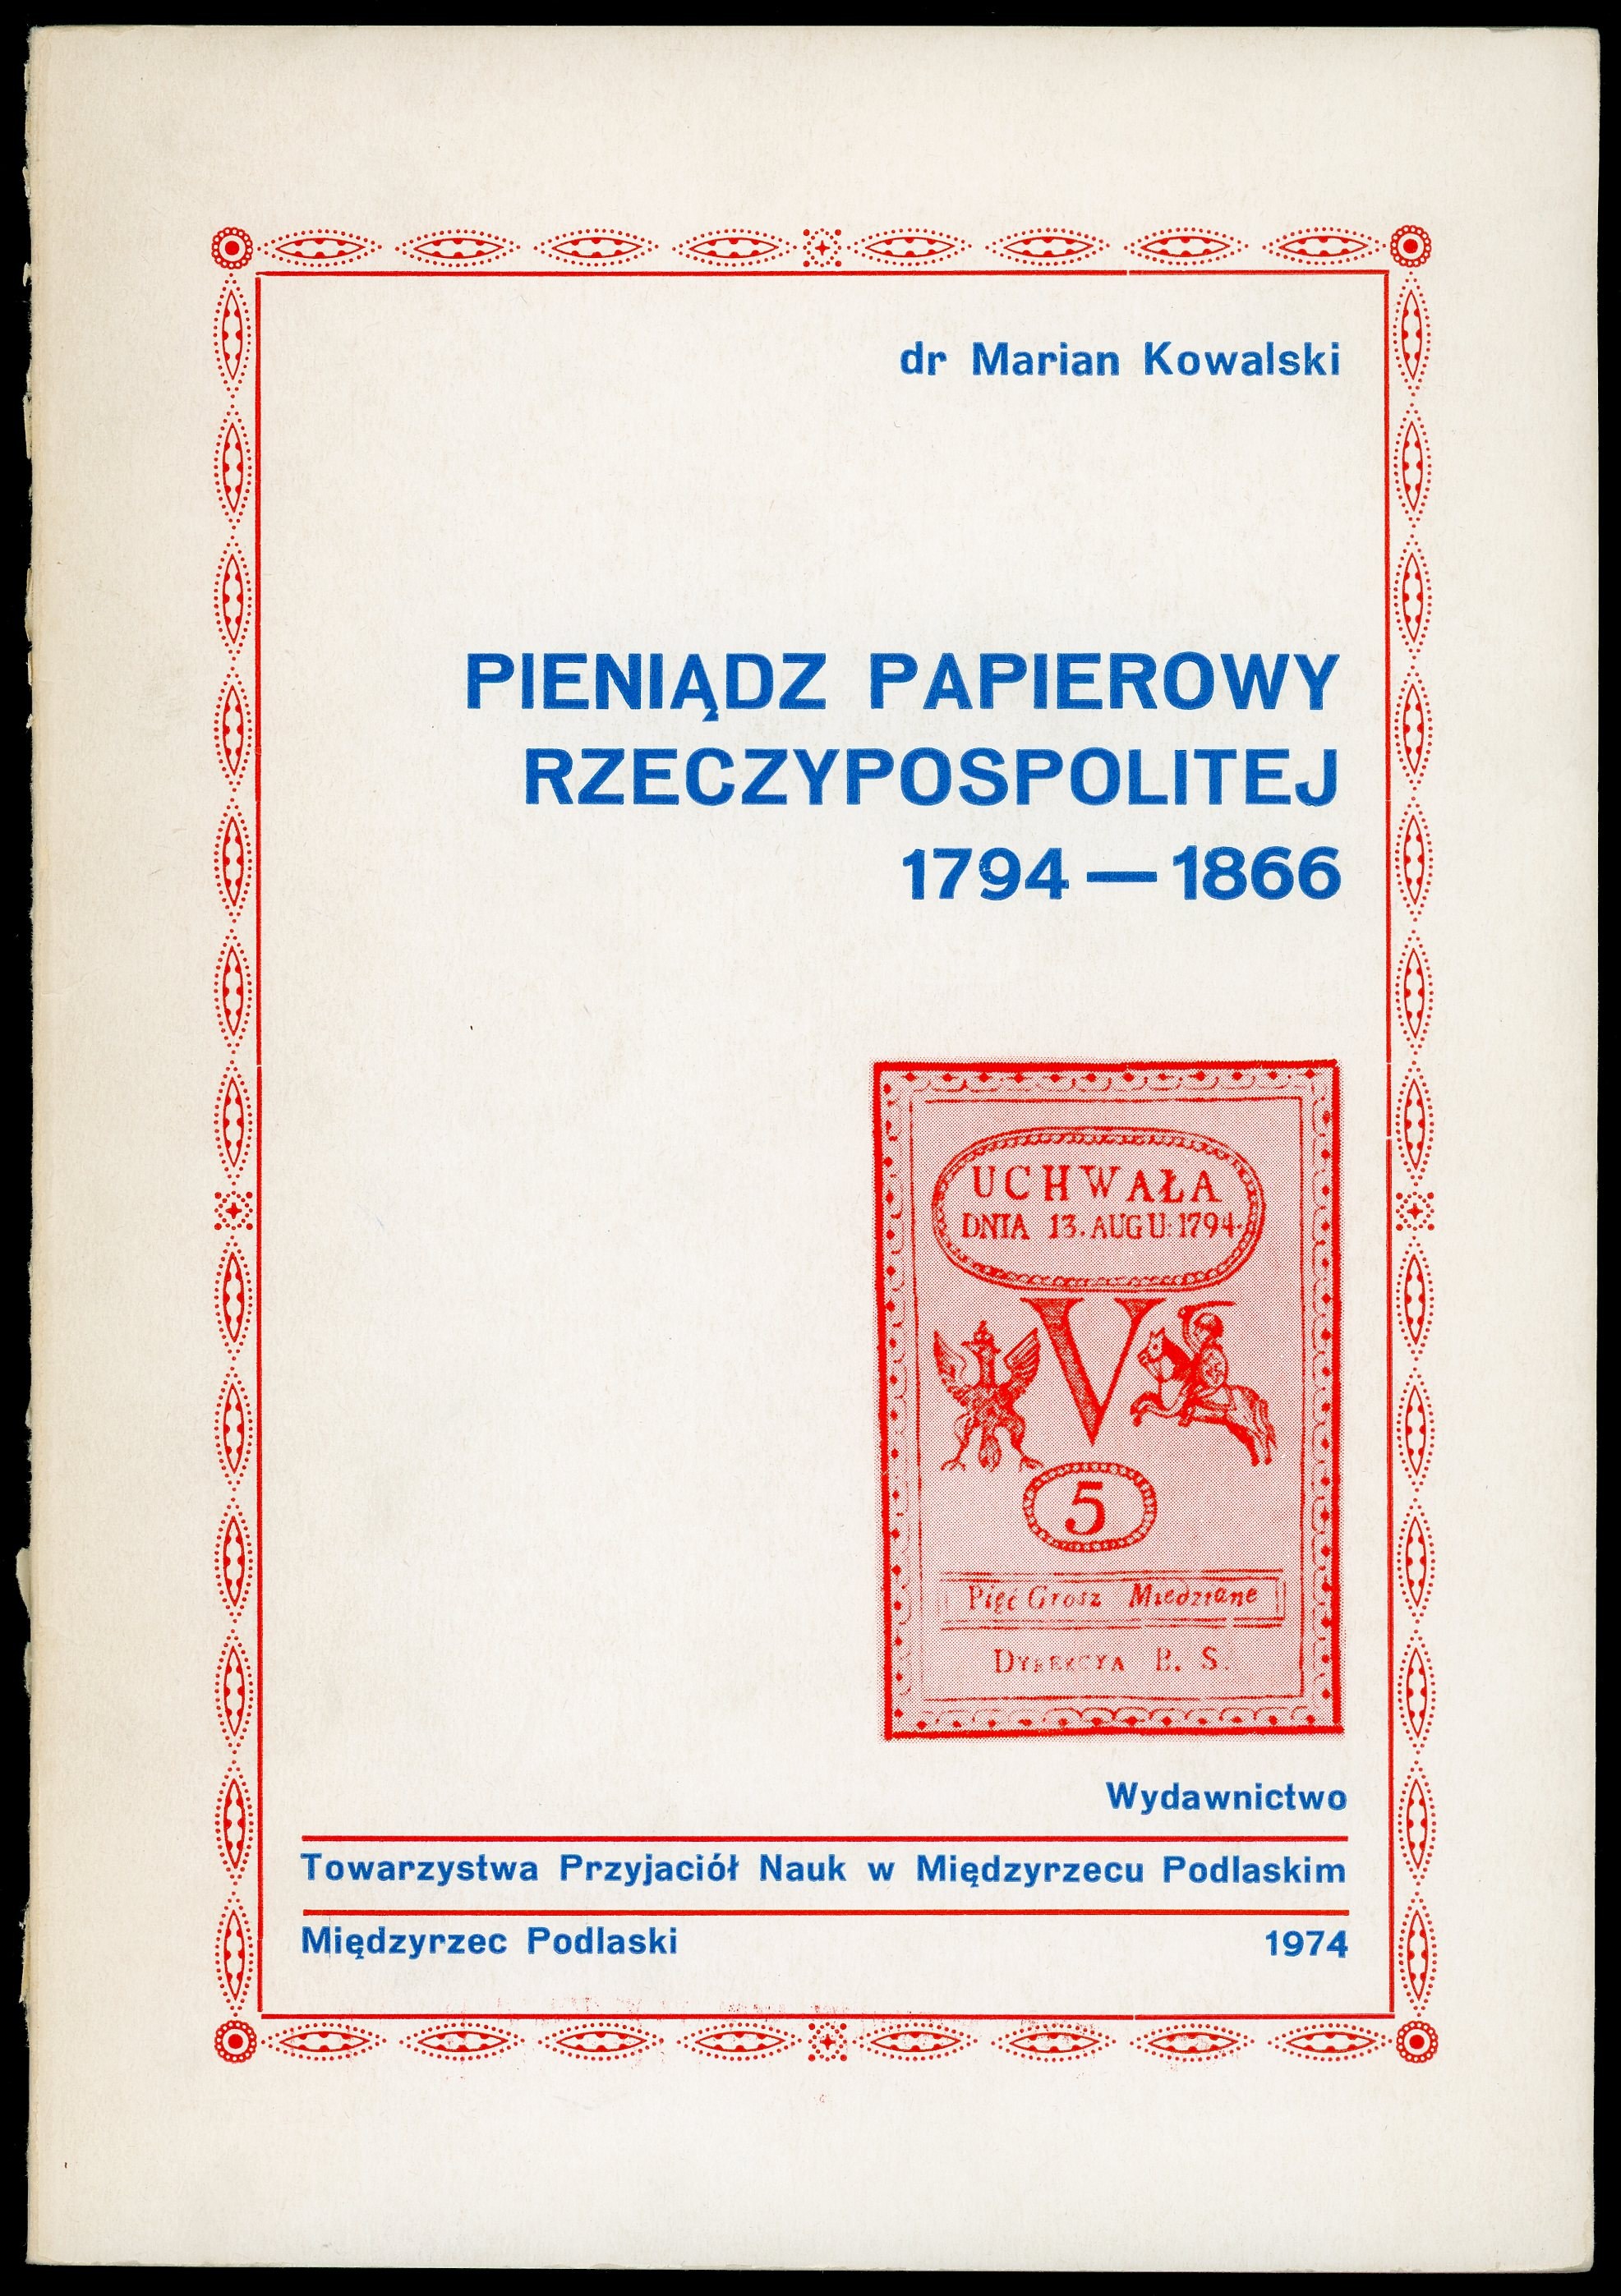 dr Marian Kowalski
PIENIĄDZ PAPIEROWY
RZECZYPOSPOLITEJ
1794 — 1866
UCHWAŁA
DNIA 13. AUGU: 1794.
V
5
Pięć Grosz Miedziane
DYREKCYA B. S.
Wydawnictwo
Towarzystwa Przyjaciół Nauk w Międzyrzecu Podlaskim
Międzyrzec Podlaski 1974